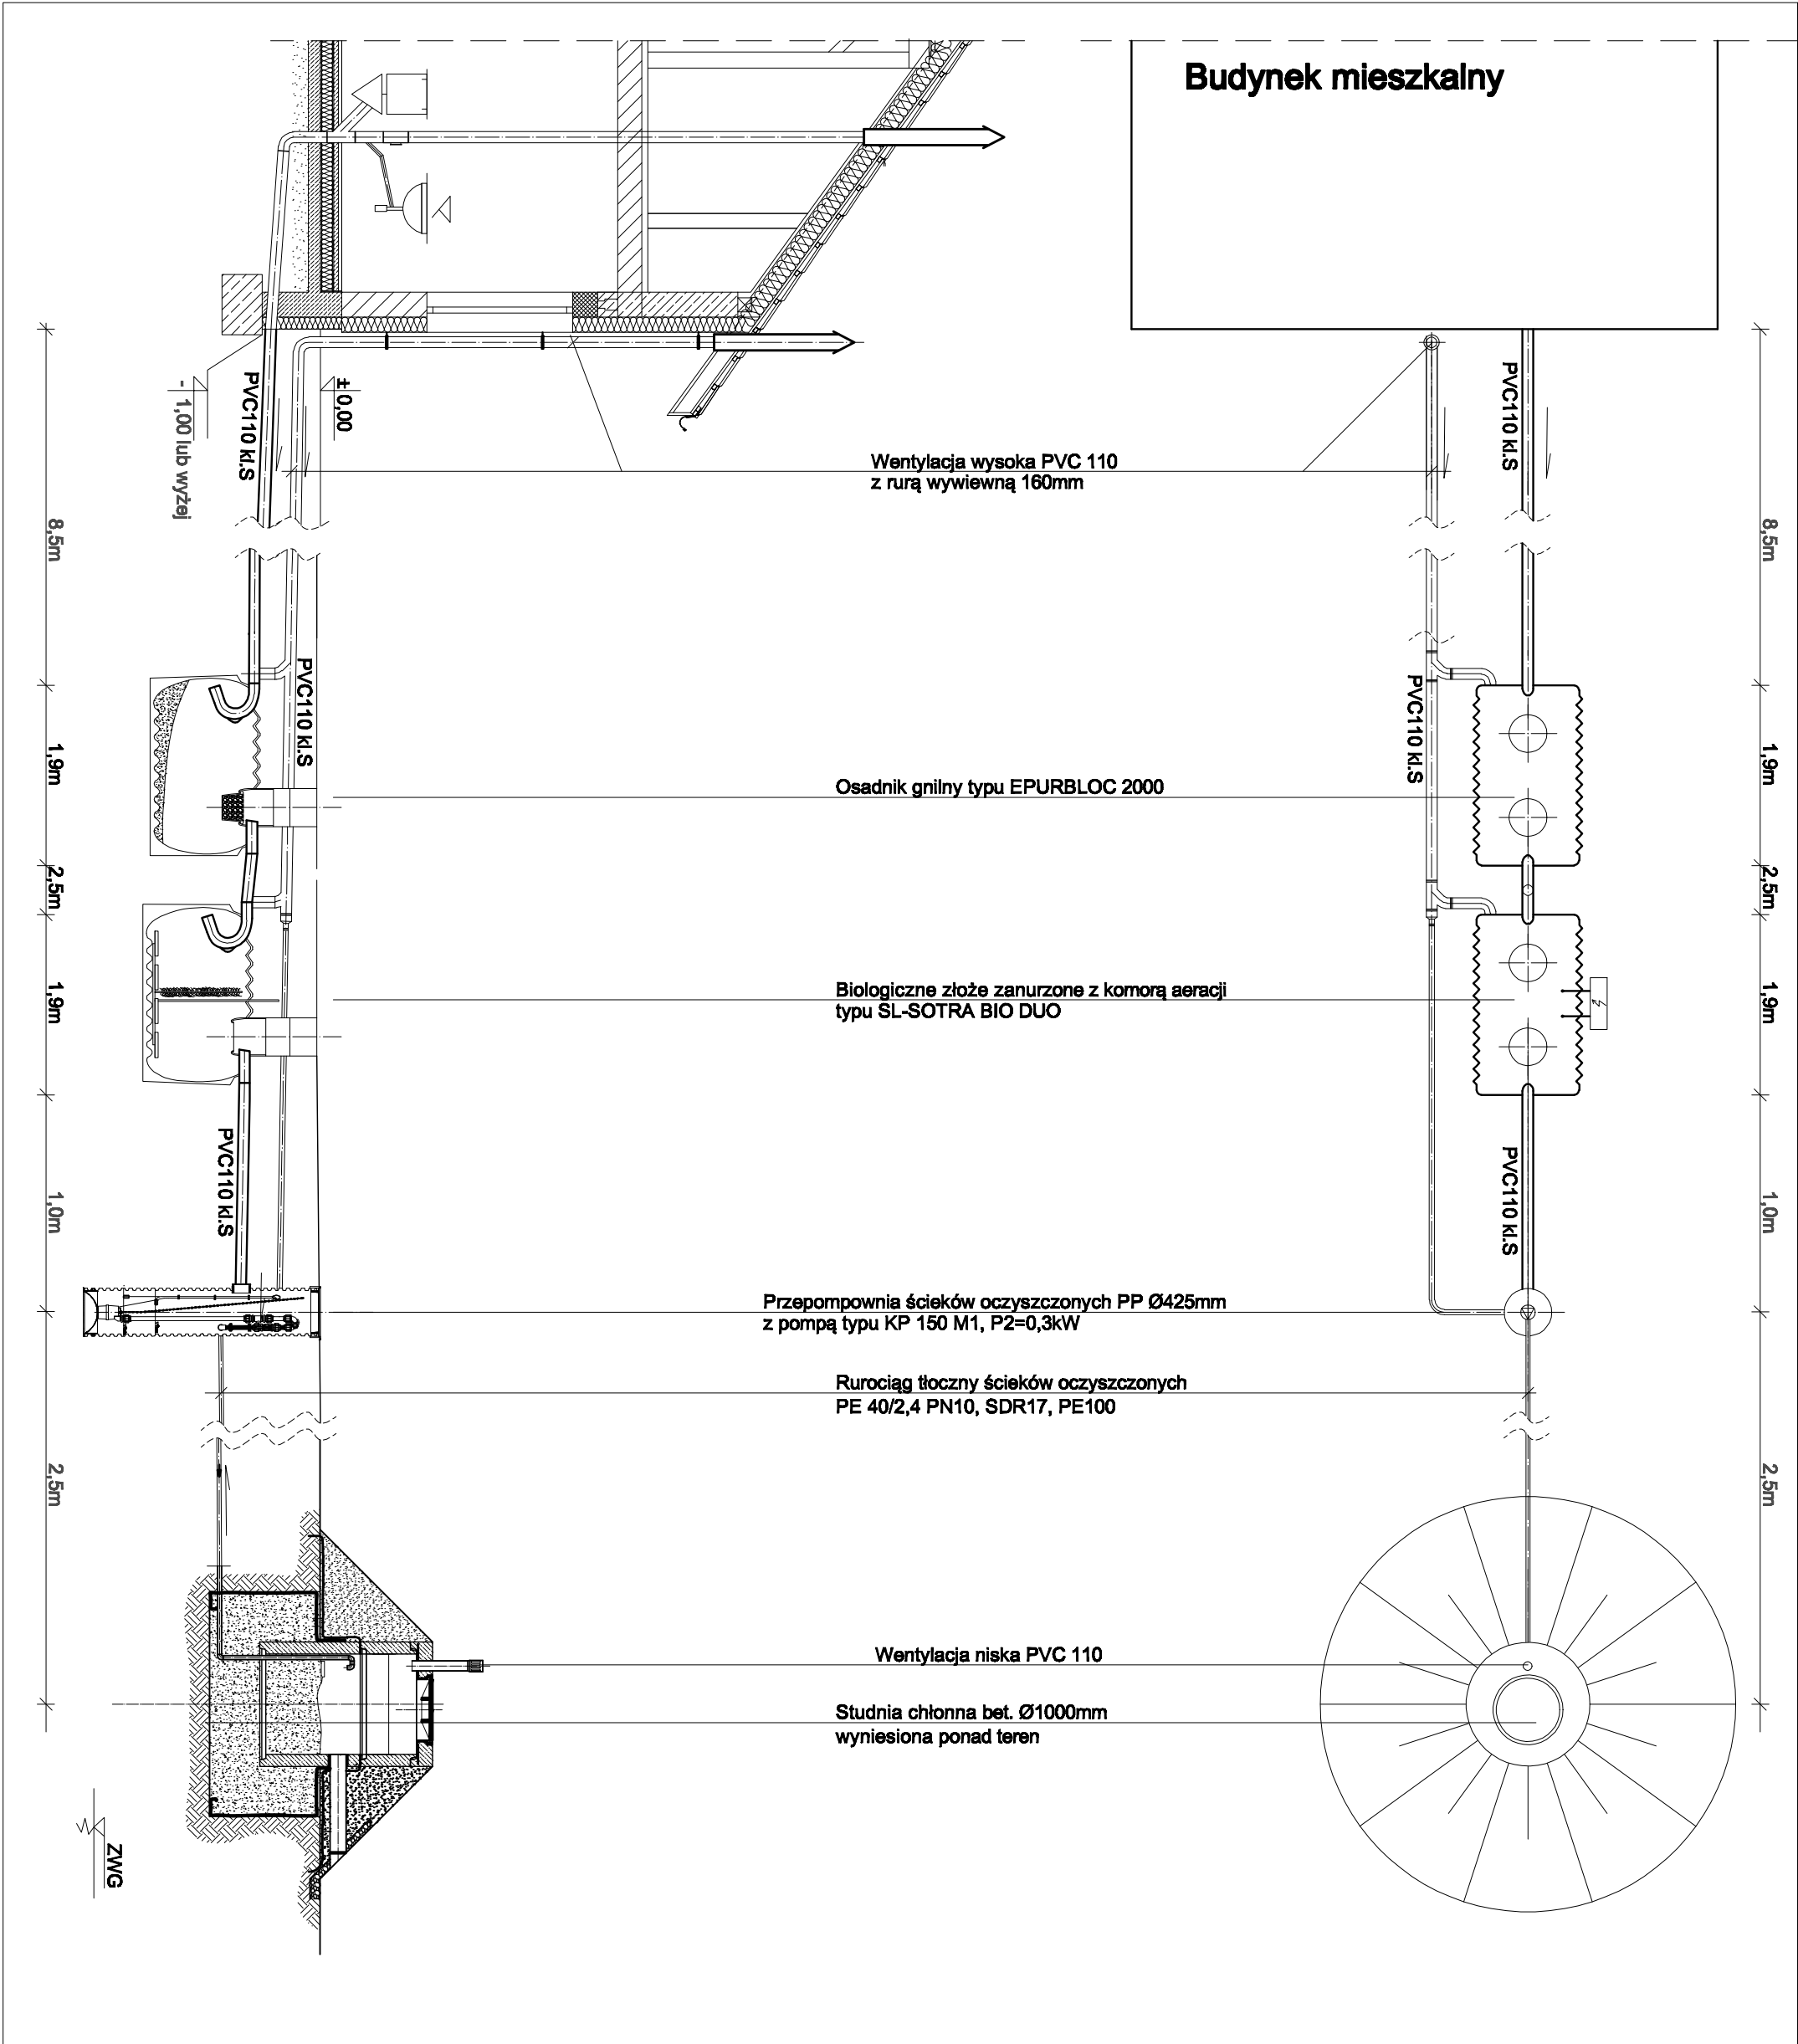 Budynek mieszkalny
± 0,00
- 1,00 lub wyżej
PVC110 kl.S
PVC110 kl.S
Wentylacja wysoka PVC 110
z rurą wywiewną 160mm
8,5m
8,5m
PVC110 kl.S
PVC110 kl.S
1,9m
Osadnik gnilny typu EPURBLOC 2000
1,9m
2,5m
2,5m
1,9m
Biologiczne złoże zanurzone z komorą aeracji
typu SL-SOTRA BIO DUO
1,9m
PVC110 kl.S
PVC110 kl.S
1,0m
1,0m
Przepompownia ścieków oczyszczonych PP Ø425mm
z pompą typu KP 150 M1, P2=0,3kW
Rurociąg tłoczny ścieków oczyszczonych
PE 40/2,4 PN10, SDR17, PE100
2,5m
2,5m
Wentylacja niska PVC 110
Studnia chłonna bet. Ø1000mm
wyniesiona ponad teren
ZWG